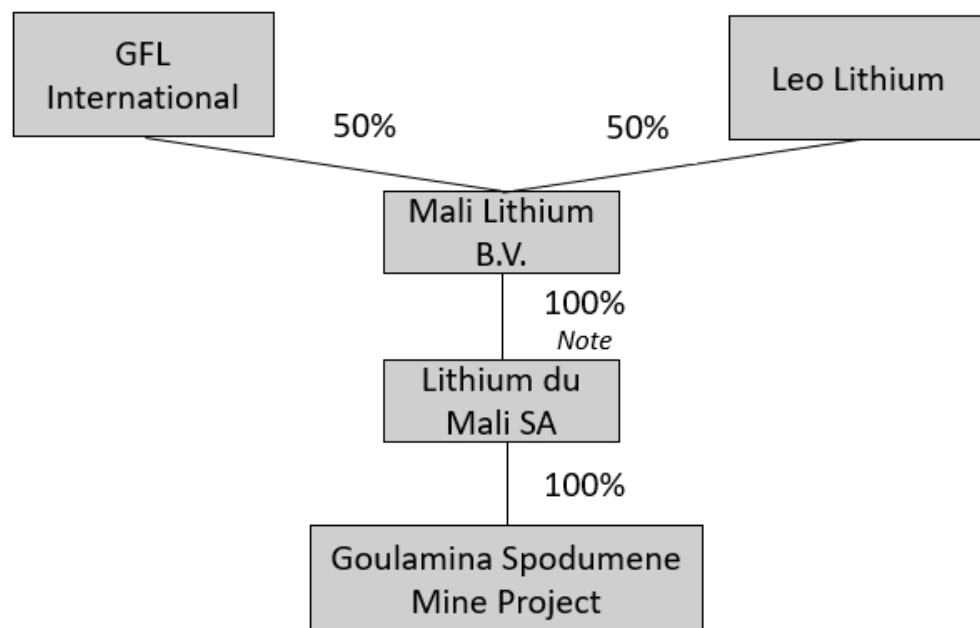 GFL
International
Leo Lithium
50%
50%
Mali Lithium
B.V.
100%
Note
Lithium du
Mali SA
100%
Goulamina Spodumene
Mine Project